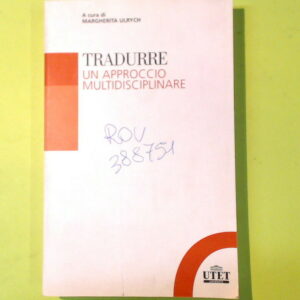 A cura di
MARGHERITA ULRYCH
TRADURRE
UN APPROCCIO
MULTIDISCIPLINARE
ROV
388751
UTET